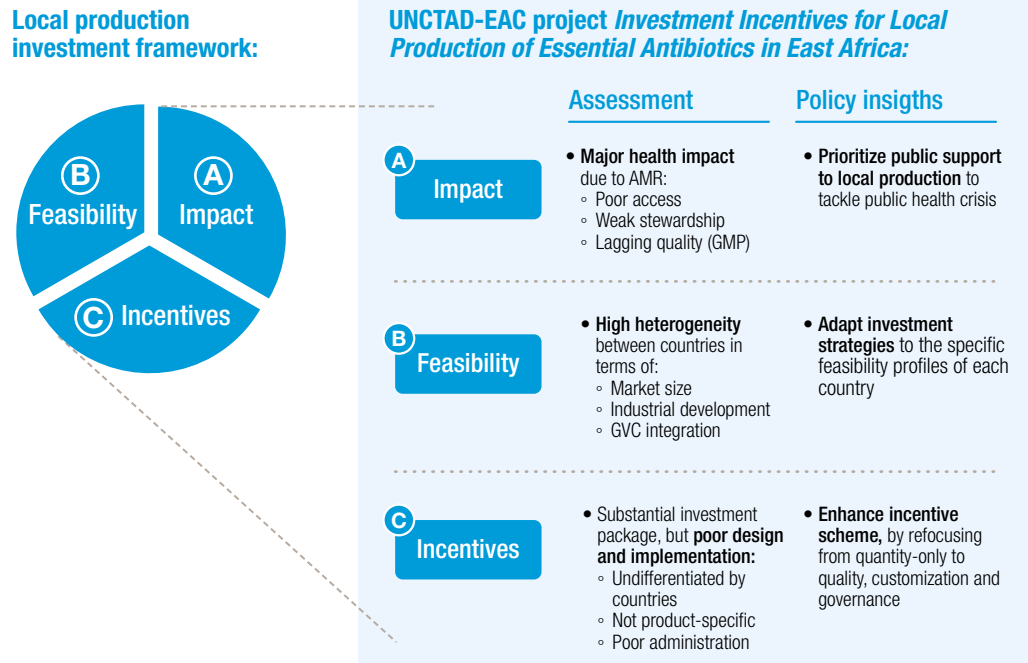 Local production
investment framework:
B
Feasibility
A
Impact
C Incentives
UNCTAD-EAC project Investment Incentives for Local
Production of Essential Antibiotics in East Africa:
Assessment
Policy insigths
A
Impact
• Major health impact
due to AMR:
◦ Poor access
◦ Weak stewardship
◦ Lagging quality (GMP)
• Prioritize public support
to local production to
tackle public health crisis
B
Feasibility
• High heterogeneity
between countries in
terms of:
◦ Market size
◦ Industrial development
◦ GVC integration
• Adapt investment
strategies to the specific
feasibility profiles of each
country
C
Incentives
• Substantial investment
package, but poor design
and implementation:
◦ Undifferentiated by
countries
◦ Not product-specific
◦ Poor administration
• Enhance incentive
scheme, by refocusing
from quantity-only to
quality, customization and
governance